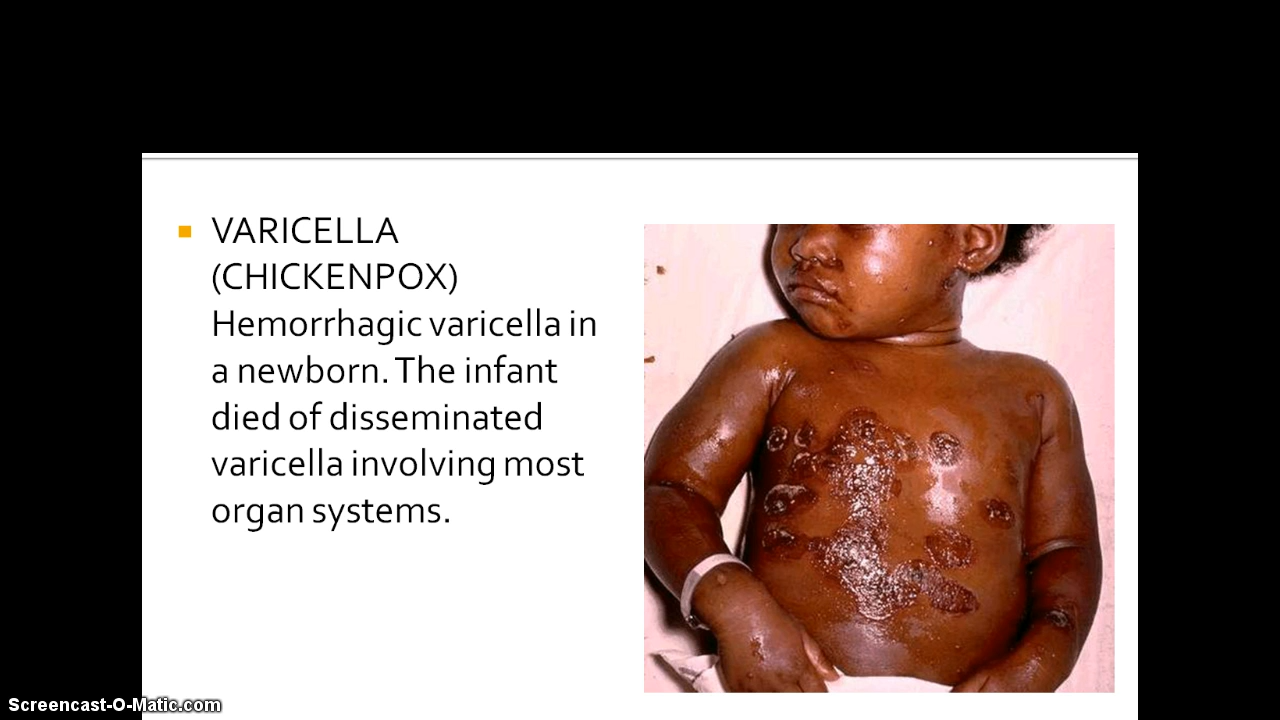 VARICELLA
(CHICKENPOX)
Hemorrhagic varicella in
a newborn. The infant
died of disseminated
varicella involving most
organ systems.
Screencast-O-Matic.com